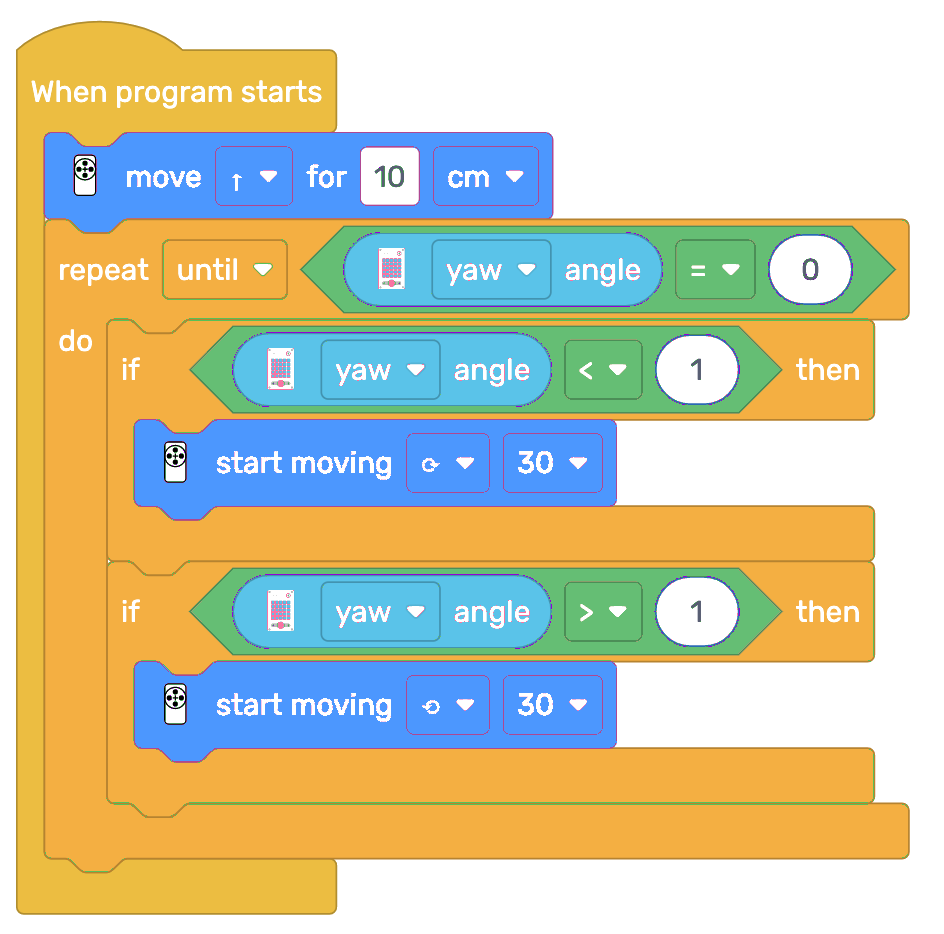 When program starts
move ↑ for 10 cm
repeat until yaw angle = 0
do
if yaw angle < 1 then
start moving ⟳ 30
if yaw angle > 1 then
start moving ⟲ 30